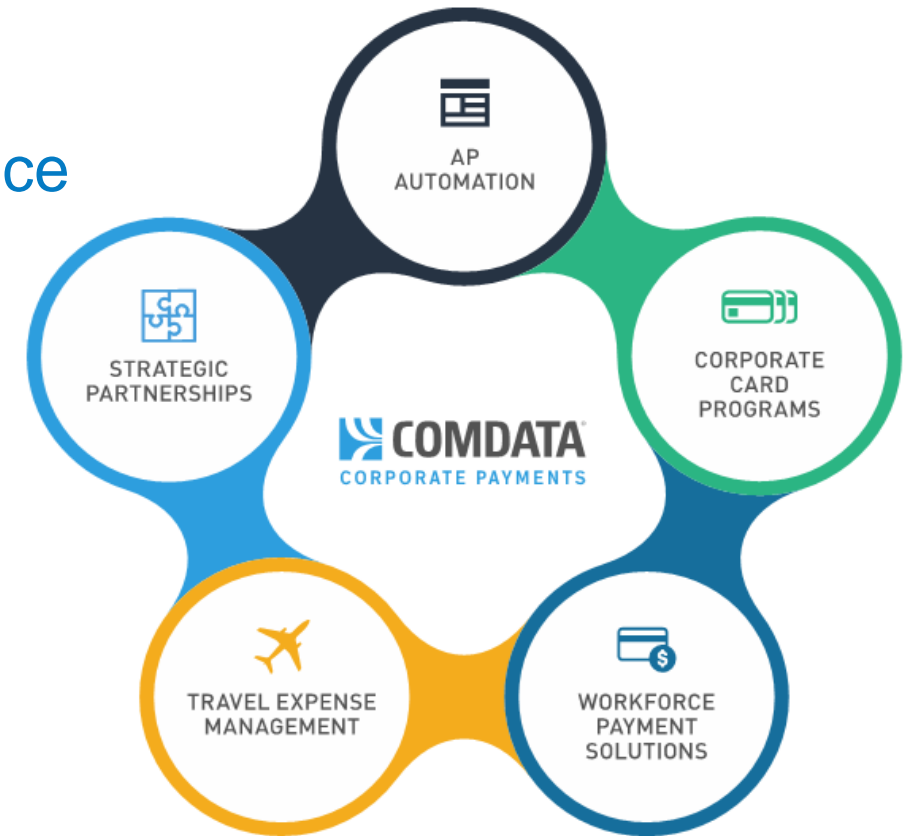 AP
AUTOMATION
ce
STRATEGIC
PARTNERSHIPS
CORPORATE
CARD
PROGRAMS
COMDATA
CORPORATE PAYMENTS
TRAVEL EXPENSE
MANAGEMENT
$
WORKFORCE
PAYMENT
SOLUTIONS